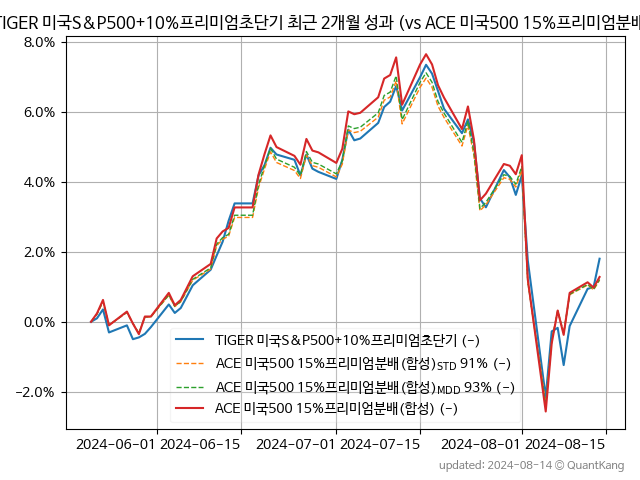 TIGER 미국S&P500+10%프리미엄초단기 최근 2개월 성과 (vs ACE 미국500 15%프리미엄분배
8.0%
6.0%
4.0%
2.0%
0.0%
−2.0%
TIGER 미국S&P500+10%프리미엄초단기 (-)
ACE 미국500 15%프리미엄분배(합성)STD 91% (-)
ACE 미국500 15%프리미엄분배(합성)MDD 93% (-)
ACE 미국500 15%프리미엄분배(합성) (-)
2024-06-01 2024-06-15 2024-07-01 2024-07-15 2024-08-01 2024-08-15
updated: 2024-08-14 © QuantKang